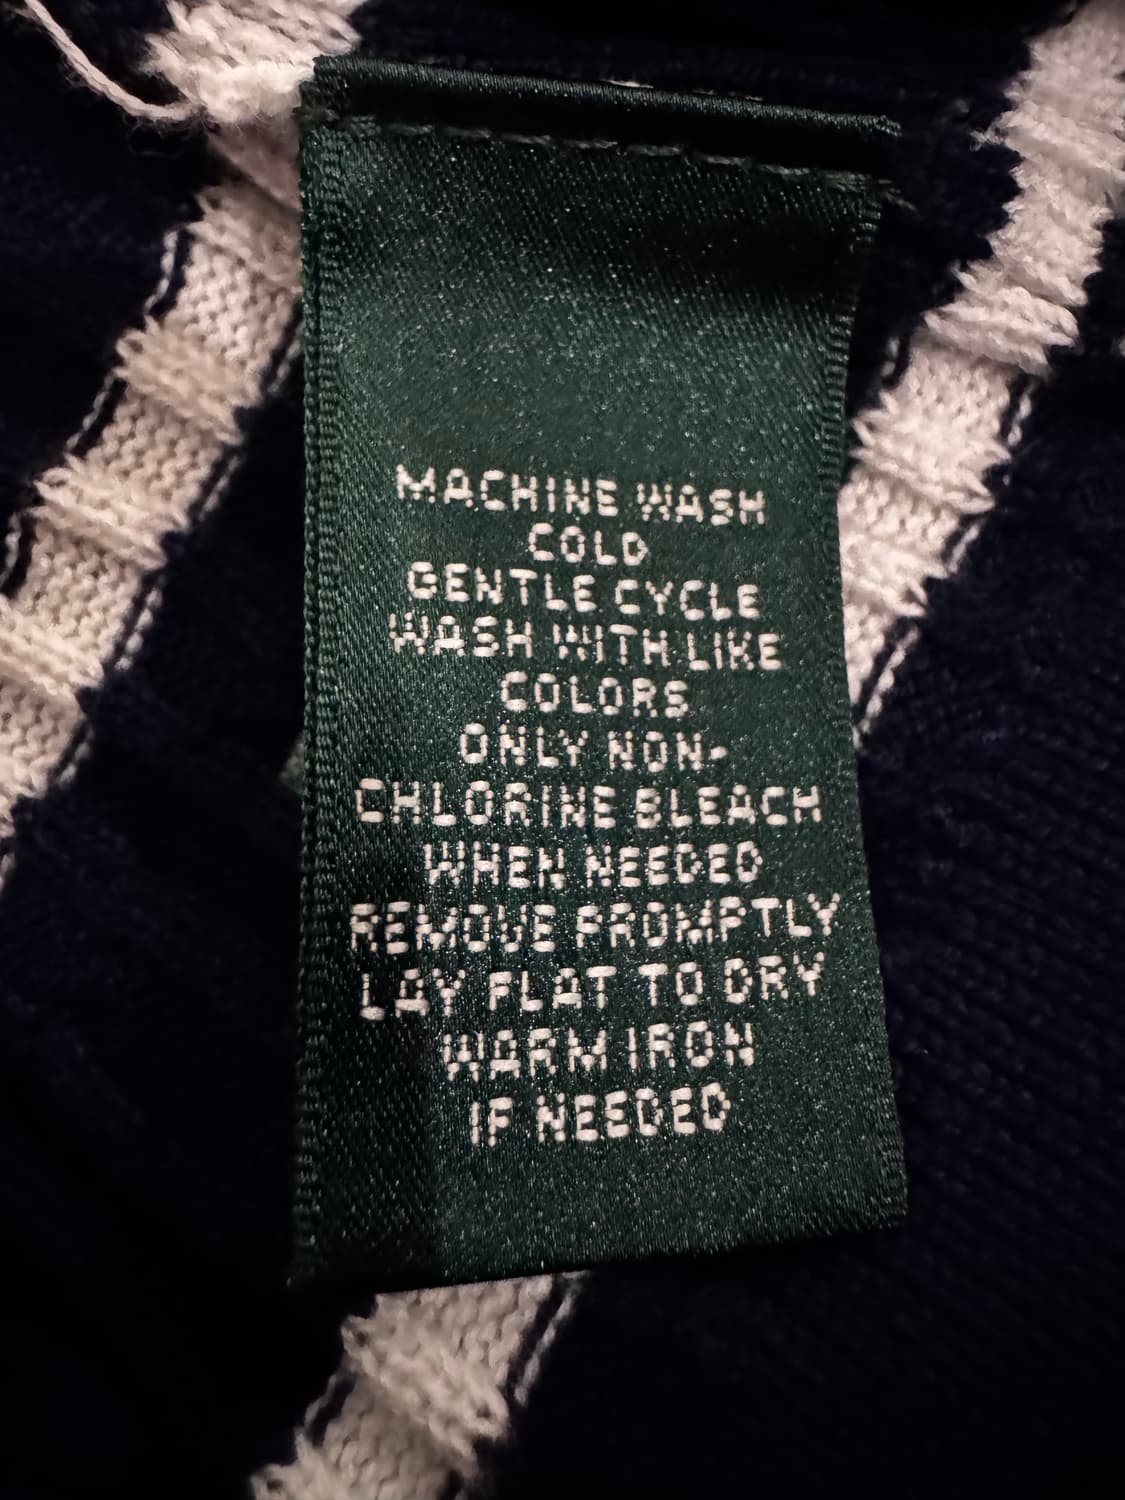 MACHINE WASH
COLD
GENTLE CYCLE
WASH WITH LIKE
COLORS
ONLY NON-
CHLORINE BLEACH
WHEN NEEDED
REMOVE PROMPTLY
LAY FLAT TO DRY
WARM IRON
IF NEEDED